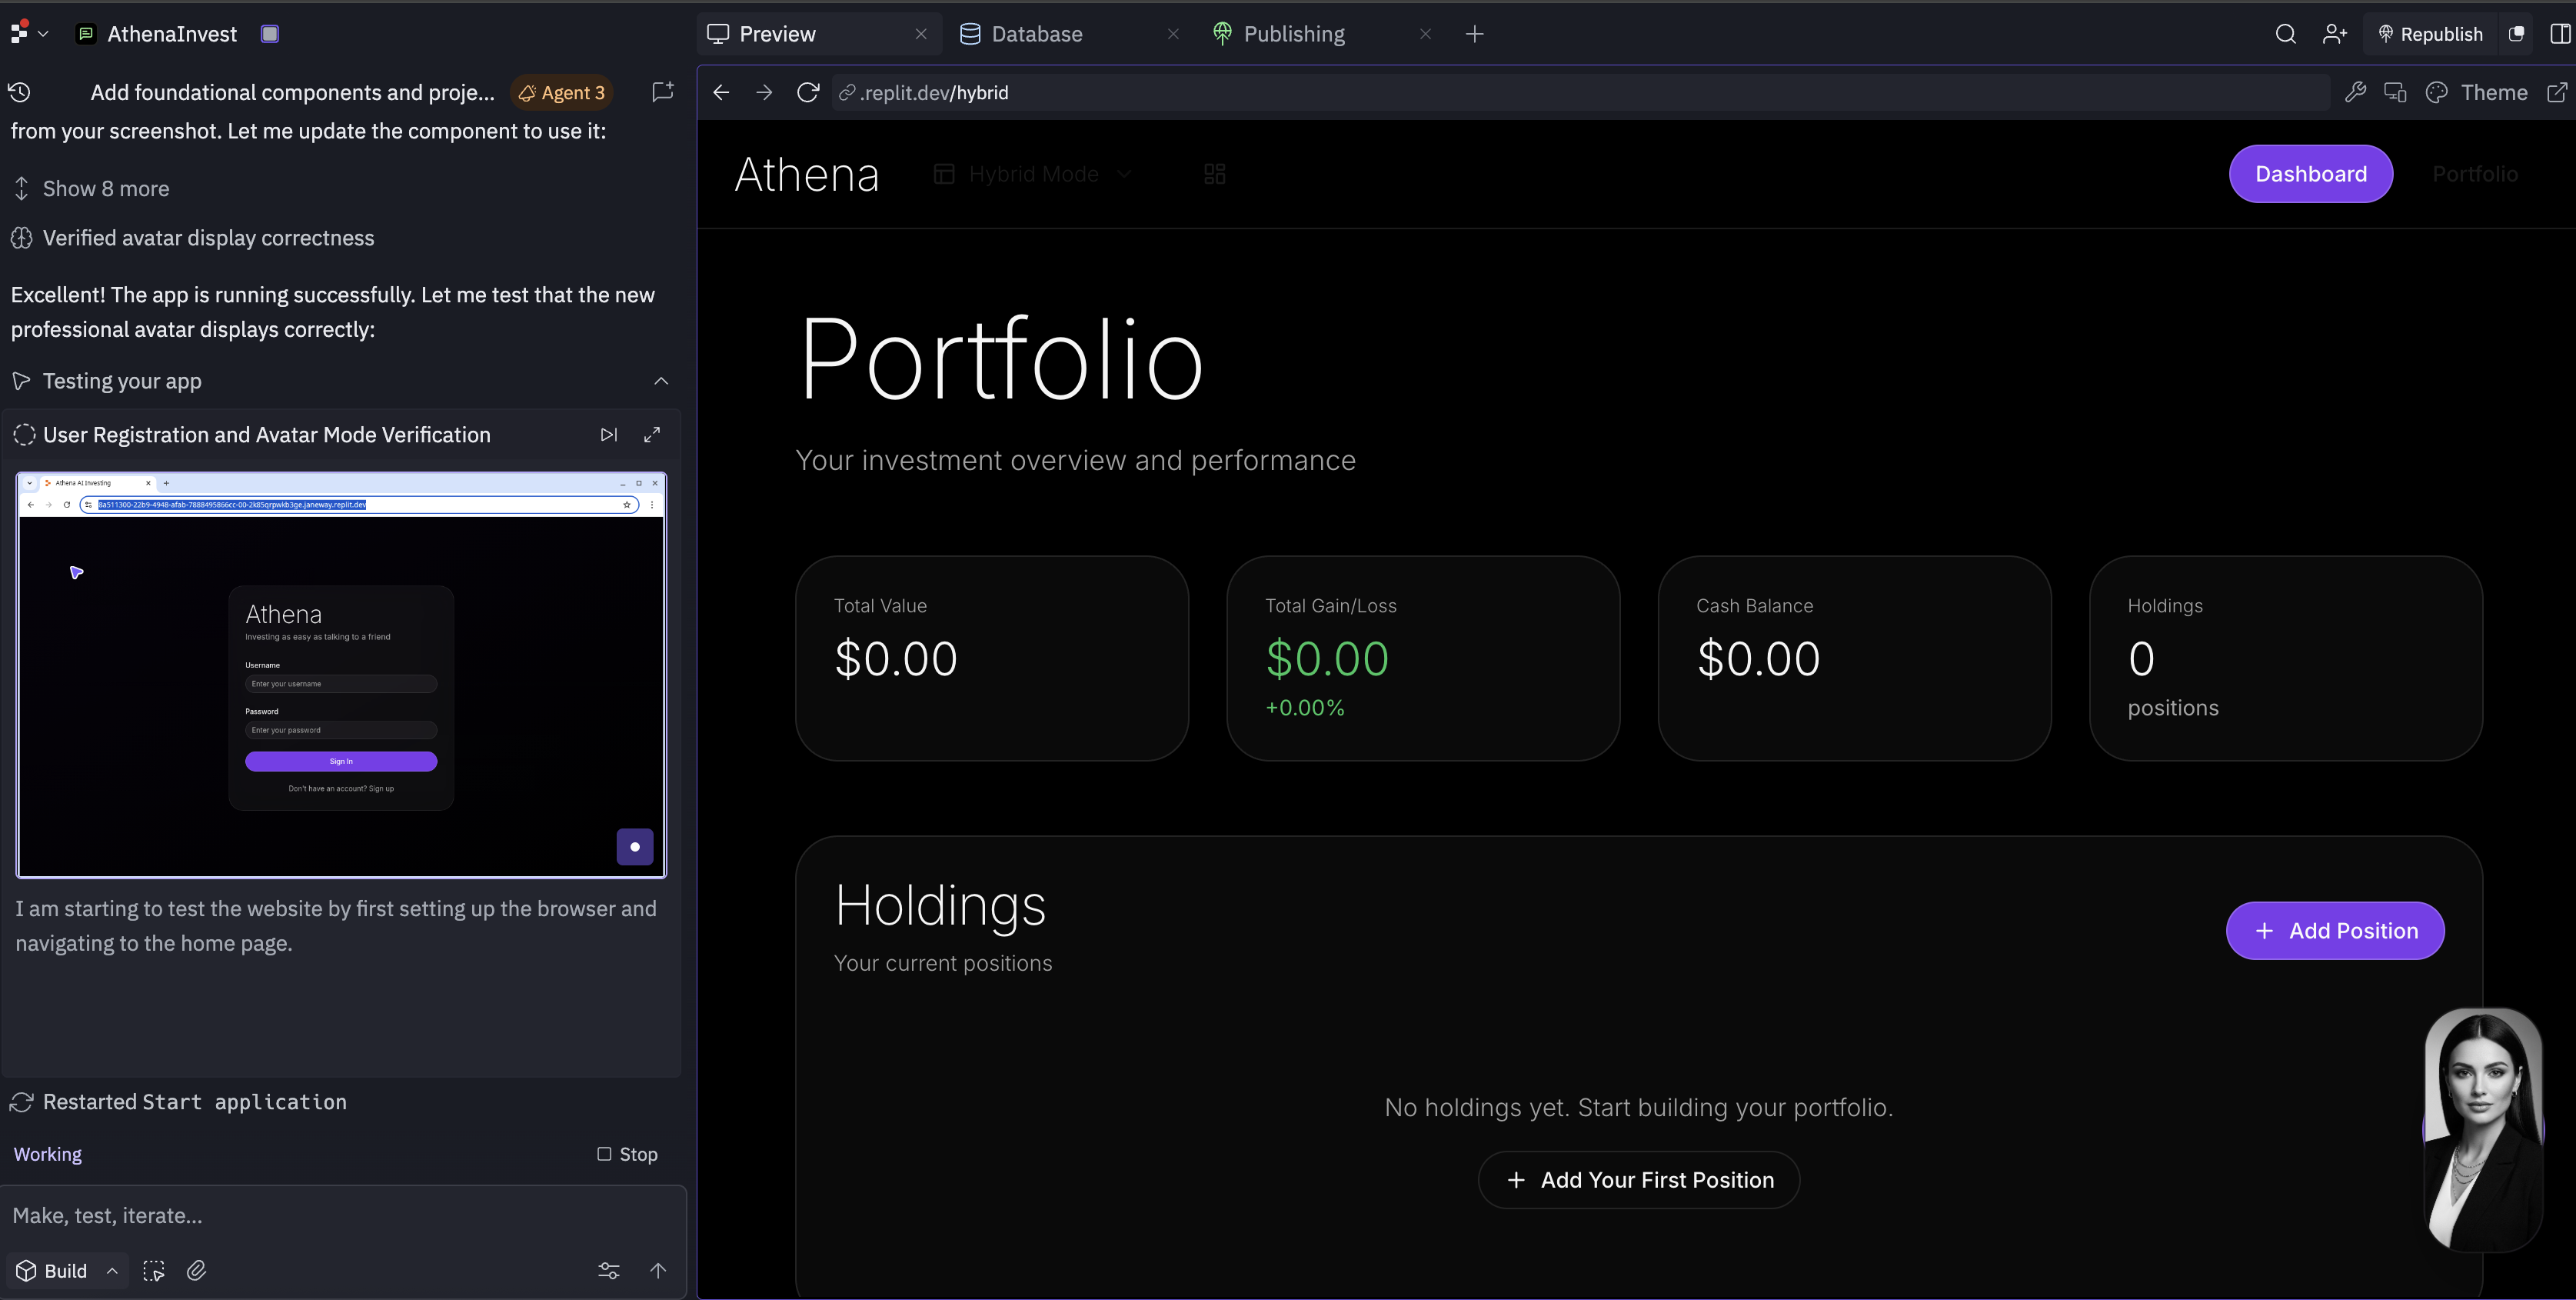 AthenaInvest
Preview
Database
Publishing
Republish
Add foundational components and proje...
Agent 3
.replit.dev/hybrid
Theme
from your screenshot. Let me update the component to use it:
Show 8 more
Verified avatar display correctness
Excellent! The app is running successfully. Let me test that the new
professional avatar displays correctly:
Testing your app
User Registration and Avatar Mode Verification
Athena AI Investing
8a511300-22b9-4948-afab-7888495866cc-00-2k85qrpwkb3ge.janeway.replit.dev
Athena
Investing as easy as talking to a friend
Username
Enter your username
Password
Enter your password
Sign In
Don't have an account? Sign up
I am starting to test the website by first setting up the browser and
navigating to the home page.
Restarted Start application
Working
Stop
Make, test, iterate...
Build
Athena
Hybrid Mode
Dashboard
Portfolio
Portfolio
Your investment overview and performance
Total Value
$0.00
Total Gain/Loss
$0.00
+0.00%
Cash Balance
$0.00
Holdings
0
positions
Holdings
Your current positions
+ Add Position
No holdings yet. Start building your portfolio.
+ Add Your First Position